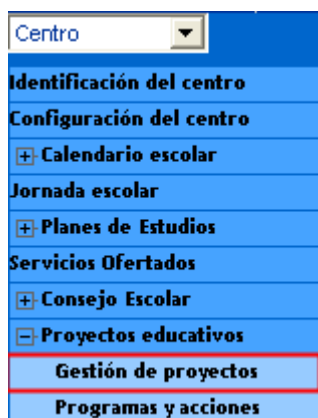 Centro
Identificación del centro
Configuración del centro
Calendario escolar
Jornada escolar
Planes de Estudios
Servicios Ofertados
Consejo Escolar
Proyectos educativos
Gestión de proyectos
Programas y acciones